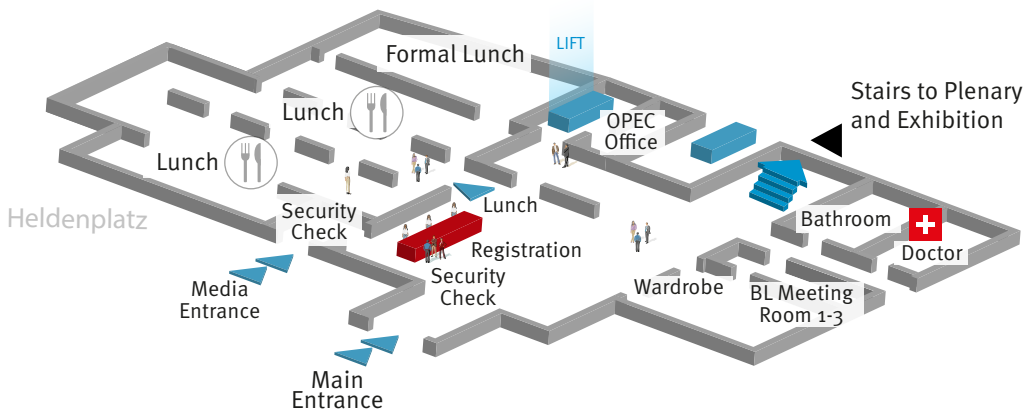 LIFT
Formal Lunch
Stairs to Plenary
and Exhibition
Lunch
OPEC
Office
Lunch
Lunch
Security
Check
Heldenplatz
Bathroom
Registration
Doctor
Security
Check
Wardrobe
BL Meeting
Room 1-3
Media
Entrance
Main
Entrance